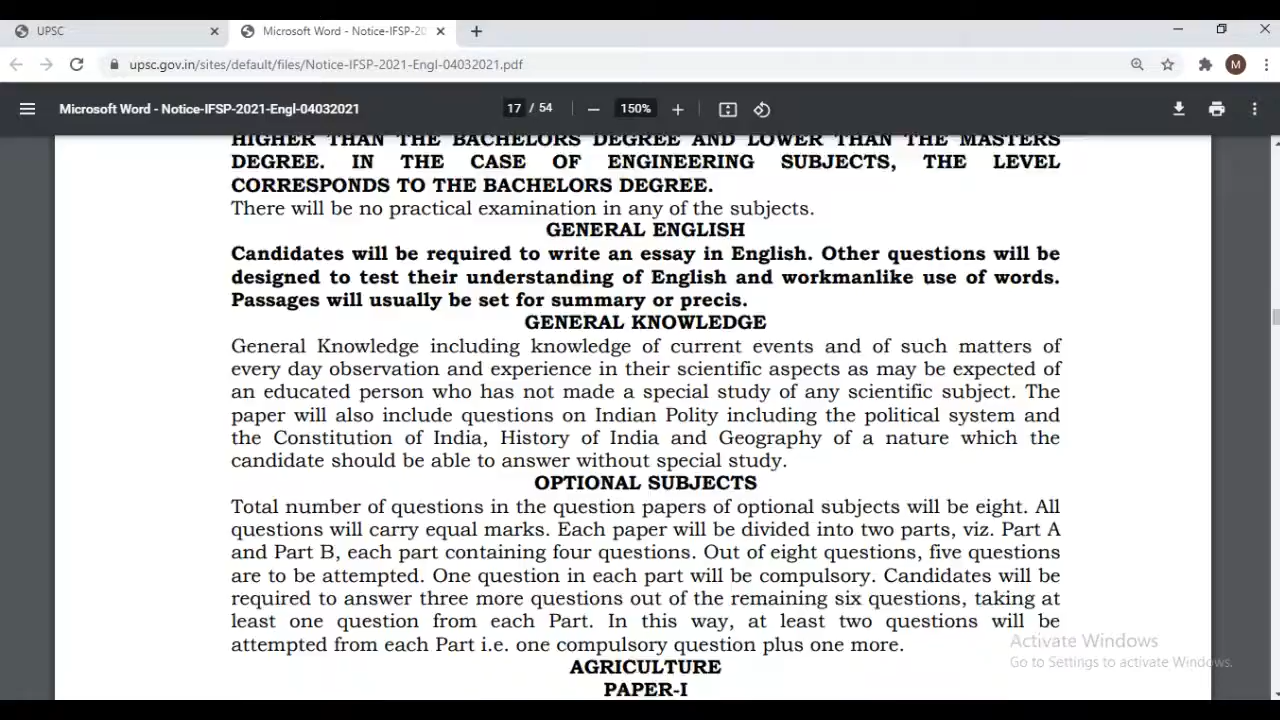 UPSC
Microsoft Word - Notice-IFSP-20
upsc.gov.in/sites/default/files/Notice-IFSP-2021-Engl-04032021.pdf
M
Microsoft Word - Notice-IFSP-2021-Engl-04032021
17 / 54
150%
HIGHER THAN THE BACHELORS DEGREE AND LOWER THAN THE MASTERS
DEGREE. IN THE CASE OF ENGINEERING SUBJECTS, THE LEVEL
CORRESPONDS TO THE BACHELORS DEGREE.
There will be no practical examination in any of the subjects.
GENERAL ENGLISH
Candidates will be required to write an essay in English. Other questions will be
designed to test their understanding of English and workmanlike use of words.
Passages will usually be set for summary or precis.
GENERAL KNOWLEDGE
General Knowledge including knowledge of current events and of such matters of
every day observation and experience in their scientific aspects as may be expected of
an educated person who has not made a special study of any scientific subject. The
paper will also include questions on Indian Polity including the political system and
the Constitution of India, History of India and Geography of a nature which the
candidate should be able to answer without special study.
OPTIONAL SUBJECTS
Total number of questions in the question papers of optional subjects will be eight. All
questions will carry equal marks. Each paper will be divided into two parts, viz. Part A
and Part B, each part containing four questions. Out of eight questions, five questions
are to be attempted. One question in each part will be compulsory. Candidates will be
required to answer three more questions out of the remaining six questions, taking at
least one question from each Part. In this way, at least two questions will be
attempted from each Part i.e. one compulsory question plus one more.
AGRICULTURE
PAPER-I
Activate Windows
Go to Settings to activate Windows.